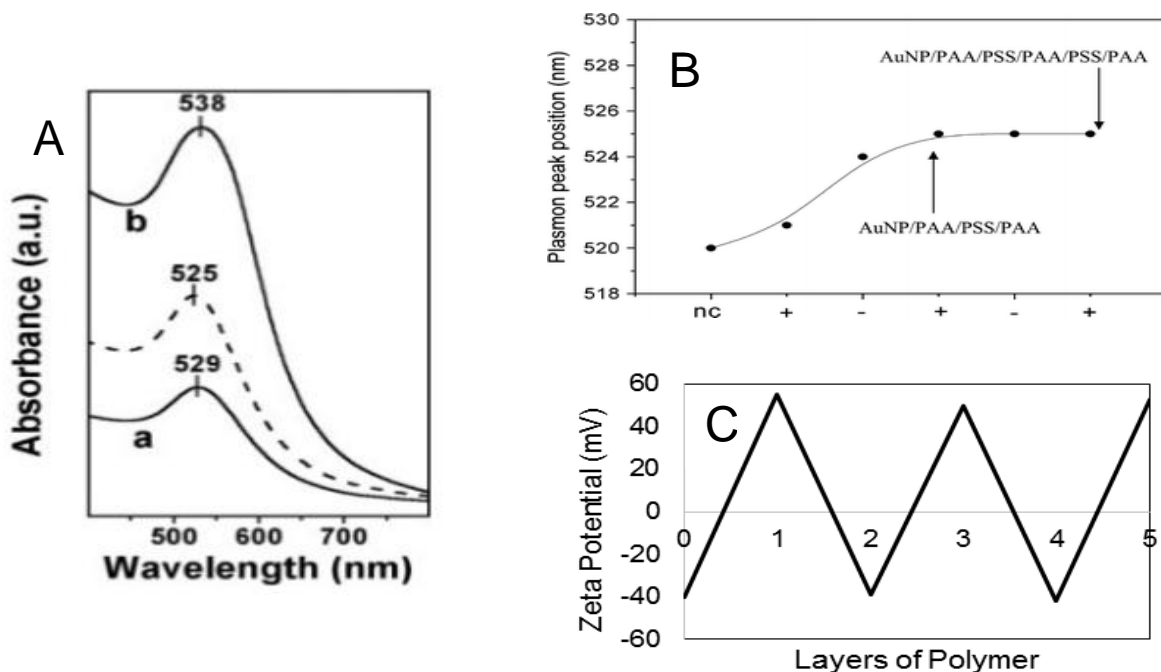 A
538
b
525
529
a
Absorbance (a.u.)
500 600 700
Wavelength (nm)
B
530
528
526
524
522
520
518
Plasmon peak position (nm)
AuNP/PAA/PSS/PAA/PSS/PAA
AuNP/PAA/PSS/PAA
nc + - + - +
C
60
40
20
0
-20
-40
-60
Zeta Potential (mV)
0 1 2 3 4 5
Layers of Polymer